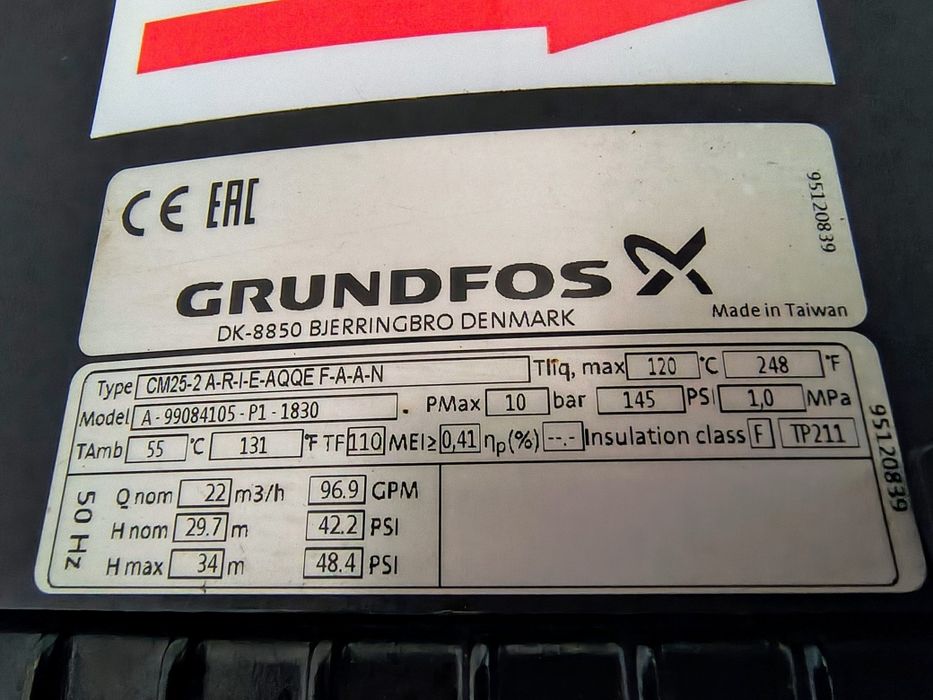 CE EAC
95120839
GRUNDFOS
DK-8850 BJERRINGBRO DENMARK
Made in Taiwan
Type CM25-2 A-R-I-E-AQQE F-A-A-N Tliq, max 120 °C 248 °F
Model A - 99084105 - P1 - 1830 . PMax 10 bar 145 PSI 1,0 MPa
TAmb 55 °C 131 °F TF 110 MEI≥ 0,41 ηp(%) --.- Insulation class F TP211
95120839
50 Hz
Q nom 22 m3/h 96.9 GPM
H nom 29.7 m 42.2 PSI
H max 34 m 48.4 PSI